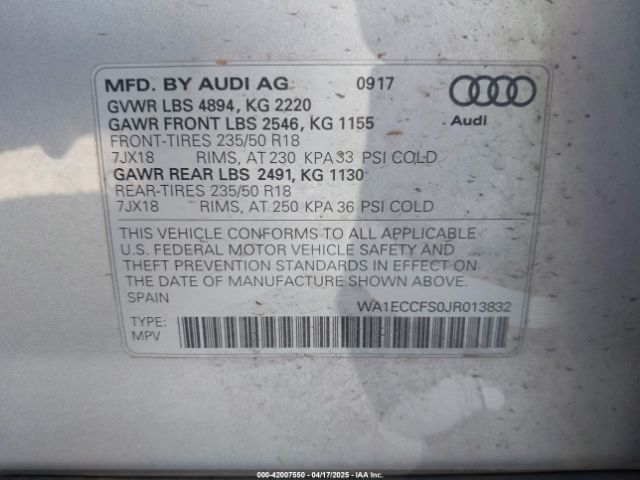 MFD. BY AUDI AG 0917
GVWR LBS 4894, KG 2220
GAWR FRONT LBS 2546, KG 1155
FRONT-TIRES 235/50 R18
7JX18 RIMS, AT 230 KPA 33 PSI COLD
GAWR REAR LBS 2491, KG 1130
REAR-TIRES 235/50 R18
7JX18 RIMS, AT 250 KPA 36 PSI COLD
Audi
THIS VEHICLE CONFORMS TO ALL APPLICABLE
U.S. FEDERAL MOTOR VEHICLE SAFETY AND
THEFT PREVENTION STANDARDS IN EFFECT ON
THE DATE OF MANUFACTURE SHOWN ABOVE.
SPAIN
WA1ECCFS0JR013832
TYPE:
MPV
000-42007550 - 04/17/2025 - IAA Inc.